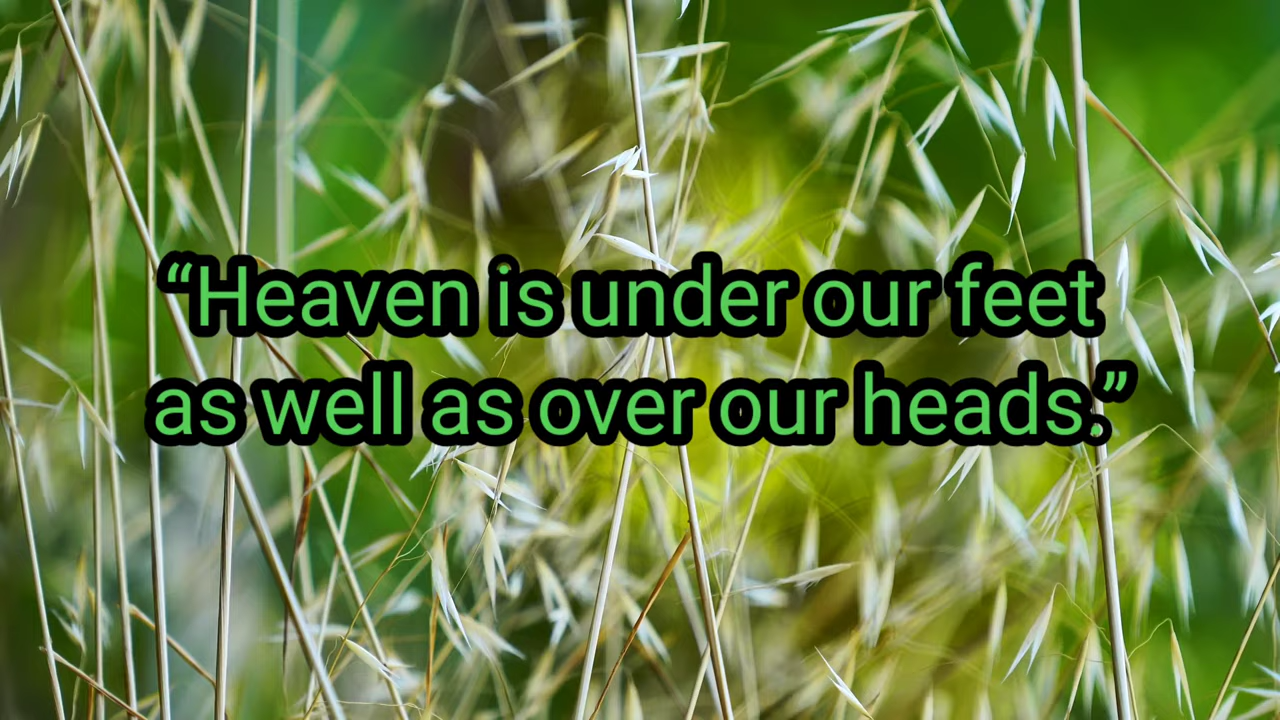 “Heaven is under our feet
as well as over our heads.”